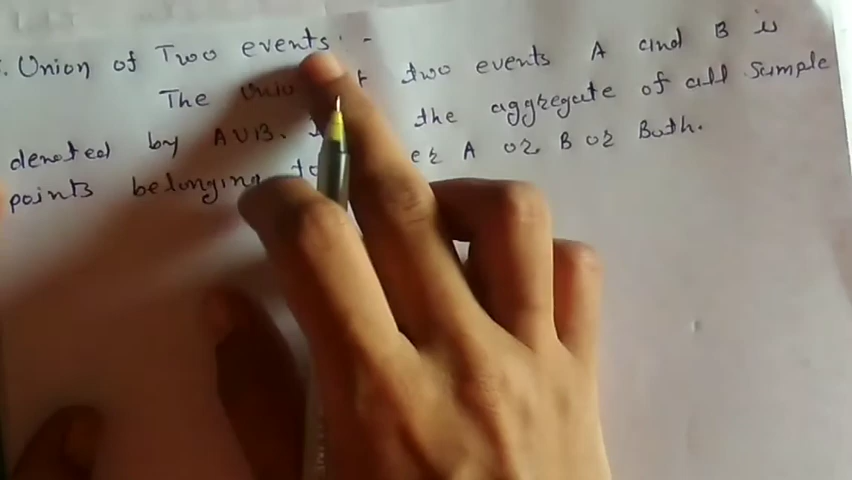 . Union of Two events : -
The two events A and B is
denoted by AUB. the aggregate of all sample
points belonging A or B or Both.